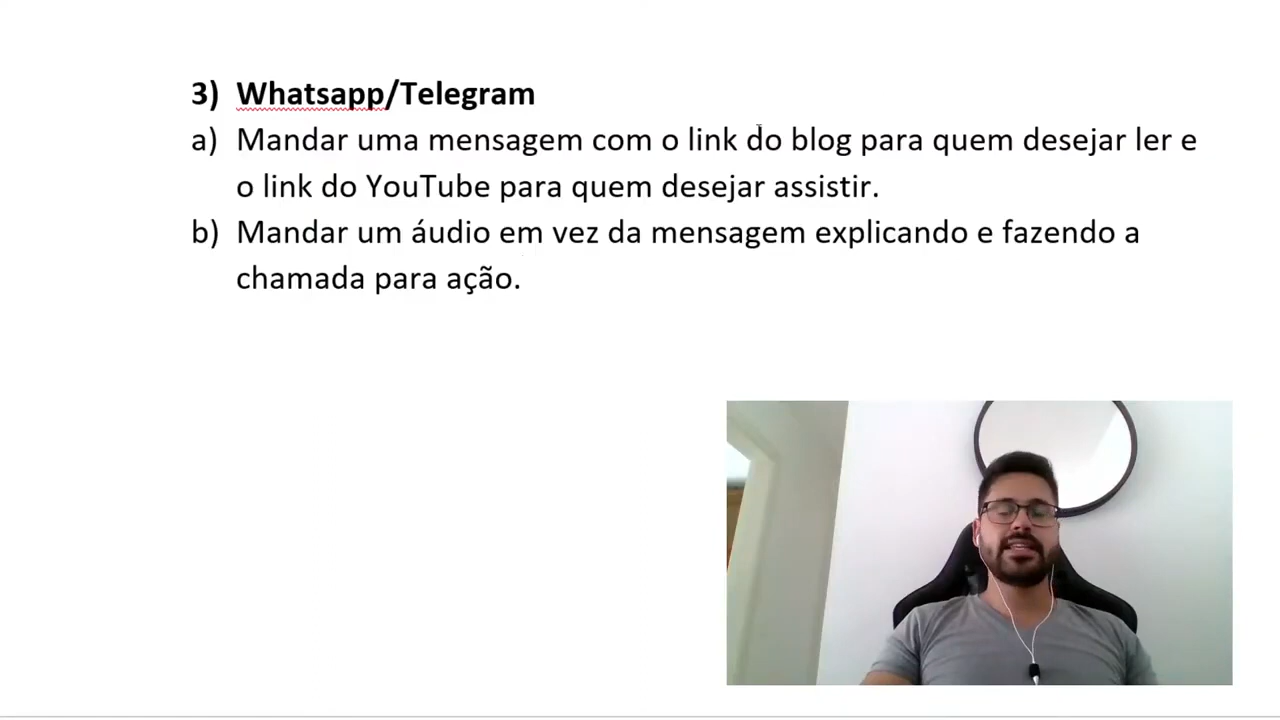 3) Whatsapp/Telegram
a) Mandar uma mensagem com o link do blog para quem desejar ler e
o link do YouTube para quem desejar assistir.
b) Mandar um áudio em vez da mensagem explicando e fazendo a
chamada para ação.